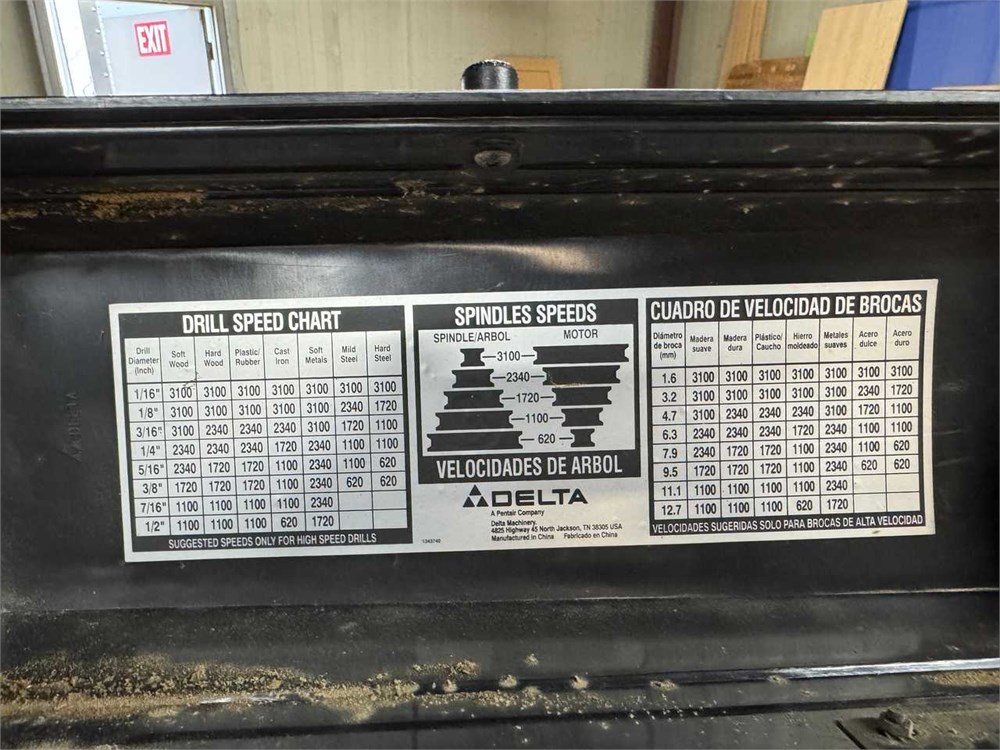 EXIT
DRILL SPEED CHART
Drill Diameter (Inch) Soft Wood Hard Wood Plastic/ Rubber Cast Iron Soft Metals Mild Steel Hard Steel
1/16" 3100 3100 3100 3100 3100 3100 3100
1/8" 3100 3100 3100 3100 3100 2340 1720
3/16" 3100 2340 2340 2340 3100 1720 1100
1/4" 2340 2340 2340 1720 2340 1100 1100
5/16" 2340 1720 1720 1100 2340 1100 620
3/8" 1720 1720 1720 1100 2340 620 620
7/16" 1100 1100 1100 1100 2340
1/2" 1100 1100 1100 620 1720
SUGGESTED SPEEDS ONLY FOR HIGH SPEED DRILLS
SPINDLES SPEEDS
SPINDLE/ARBOL MOTOR
3100
2340
1720
1100
620
VELOCIDADES DE ARBOL
DELTA
A Pentair Company
Delta Machinery.
4825 Highway 45 North Jackson, TN 38305 USA
Manufactured in China Fabricado en China
1343740
CUADRO DE VELOCIDAD DE BROCAS
Diámetro de broca (mm) Madera suave Madera dura Plástico/ Caucho Hierro moldeado Metales suaves Acero dulce Acero duro
1.6 3100 3100 3100 3100 3100 3100 3100
3.2 3100 3100 3100 3100 3100 2340 1720
4.7 3100 2340 2340 2340 3100 1720 1100
6.3 2340 2340 2340 1720 2340 1100 1100
7.9 2340 1720 1720 1100 2340 1100 620
9.5 1720 1720 1720 1100 2340 620 620
11.1 1100 1100 1100 1100 2340
12.7 1100 1100 1100 620 1720
VELOCIDADES SUGERIDAS SOLO PARA BROCAS DE ALTA VELOCIDAD